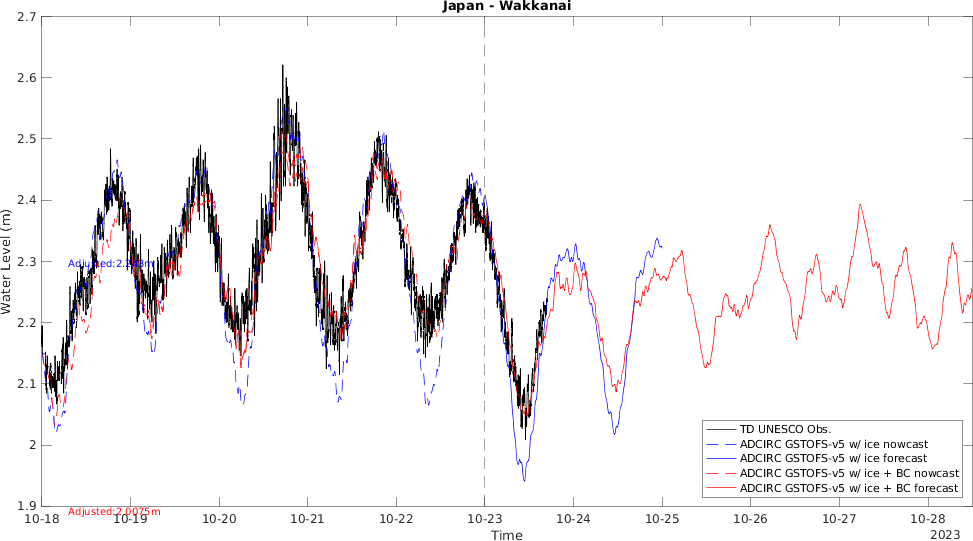 Japan - Wakkanai
Water Level (m)
2.7
2.6
2.5
2.4
2.3
2.2
2.1
2
1.9
10-18
10-19
10-20
10-21
10-22
10-23
10-24
10-25
10-26
10-27
10-28
Time
2023
Adjusted:2.0075m
TD UNESCO Obs.
ADCIRC GSTOFS-v5 w/ ice nowcast
ADCIRC GSTOFS-v5 w/ ice forecast
ADCIRC GSTOFS-v5 w/ ice + BC nowcast
ADCIRC GSTOFS-v5 w/ ice + BC forecast